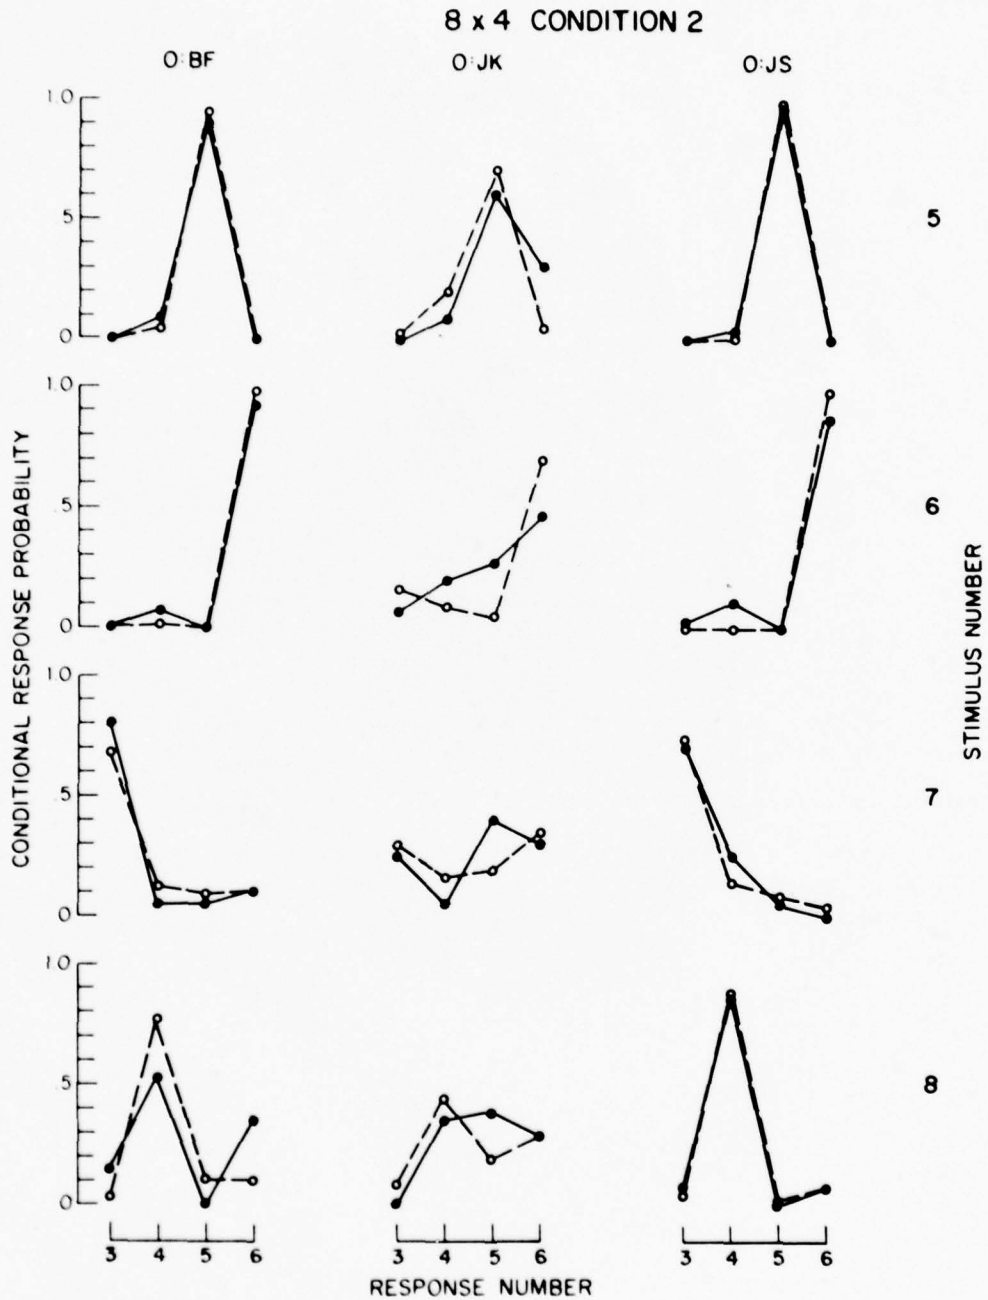 8 x 4 CONDITION 2
O:BF O:JK O:JS
1.0
5
0
5
1.0
.5
0
6
1.0
5
0
7
1.0
5
0
8
CONDITIONAL RESPONSE PROBABILITY
STIMULUS NUMBER
3 4 5 6 3 4 5 6 3 4 5 6
RESPONSE NUMBER